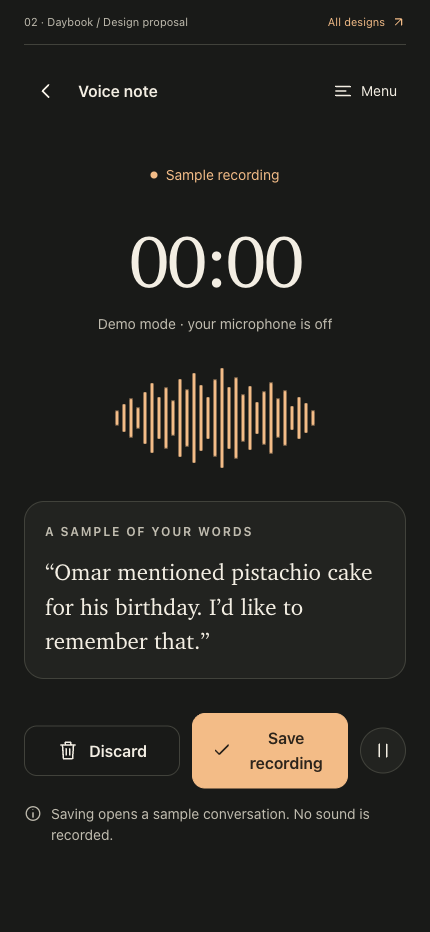 02 · Daybook / Design proposal
All designs
Voice note
Menu
Sample recording
00:00
Demo mode · your microphone is off
A SAMPLE OF YOUR WORDS
“Omar mentioned pistachio cake
for his birthday. I’d like to
remember that.”
Discard
Save
recording
Saving opens a sample conversation. No sound is
recorded.